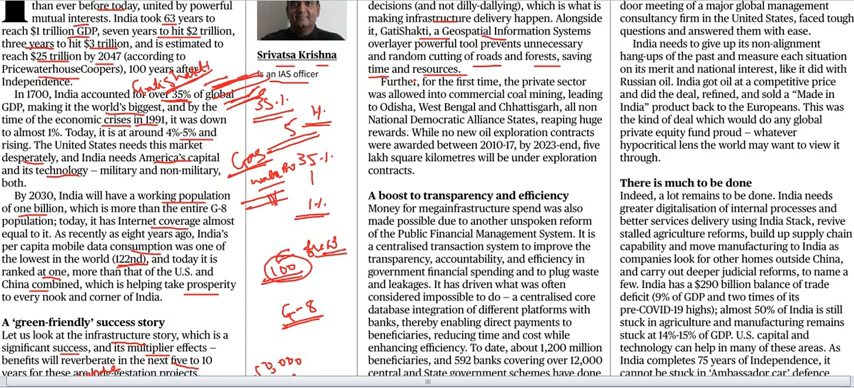 than ever before today, united by powerful
mutual interests. India took 63 years to
reach $1 trillion GDP, seven years to hit $2 trillion,
three years to hit $3 trillion, and is estimated to
reach $25 trillion by 2047 (according to
PricewaterhouseCoopers), 100 years after
Independence.
In 1700, India accounted for over 35% of global
GDP, making it the world's biggest, and by the
time of the economic crises in 1991, it was
down to almost 1%. Today, it is at around 4%-5% and
rising. The United States needs this market
desperately, and India needs America's capital
and its technology – military and non-military,
both.
By 2030, India will have a working population
of one billion, which is more than the entire G-8
population; today, it has Internet coverage almost
equal to it. As recently as eight years ago, India's
per capita mobile data consumption was one of
the lowest in the world (122nd), and today it is
ranked at one, more than that of the U.S. and
China combined, which is helping take prosperity
to every nook and corner of India.
A 'green-friendly' success story
Let us look at the infrastructure story, which is a
significant success, and its multiplier effects –
benefits will reverberate in the next five to 10
years for these
gestation projects
Srivatsa Krishna
is an IAS officer
35%
4%
5
35%
1
1%
100
G-8
decisions (and not dilly-dallying), which is what is
making infrastructure delivery happen. Alongside
it, GatiShakti, a Geospatial Information Systems
overlayer powerful tool prevents unnecessary
and random cutting of roads and forests, saving
time and resources.
Further, for the first time, the private sector
was allowed into commercial coal mining, leading
to Odisha, West Bengal and Chhattisgarh, all non
National Democratic Alliance States, reaping huge
rewards. While no new oil exploration contracts
were awarded between 2010-17, by 2023-end, five
lakh square kilometres will be under exploration
contracts.
A boost to transparency and efficiency
Money for megainfrastructure spend was also
made possible due to another unspoken reform
of the Public Financial Management System. It is
a centralised transaction system to improve the
transparency, accountability, and efficiency in
government financial spending and to plug waste
and leakages. It has driven what was often
considered impossible to do – a centralised core
database integration of different platforms with
banks, thereby enabling direct payments to
beneficiaries, reducing time and cost while
enhancing efficiency. To date, about 1,200 million
beneficiaries, and 592 banks covering over 12,000
central and State government schemes have done
door meeting of a major global management
consultancy firm in the United States, faced tough
questions and answered them with ease.
India needs to give up its non-alignment
hang-ups of the past and measure each situation
on its merit and national interest, like it did with
Russian oil. India got oil at a competitive price
and did the deal, refined, and sold a "Made in
India" product back to the Europeans. This was
the kind of deal which would do any global
private equity fund proud – whatever
hypocritical lens the world may want to view it
through.
There is much to be done
Indeed, a lot remains to be done. India needs
greater digitalisation of internal processes and
better services delivery using India Stack, revive
stalled agriculture reforms, build up supply chain
capability and move manufacturing to India as
companies look for other homes outside China,
and carry out deeper judicial reforms, to name a
few. India has a $290 billion balance of trade
deficit (9% of GDP and two times of its
pre-COVID-19 highs); almost 50% of India is still
stuck in agriculture and manufacturing remains
stuck at 14%-15% of GDP. U.S. capital and
technology can help in many of these areas. As
India completes 75 years of Independence, it
cannot be stuck in 'Ambassador car' defence